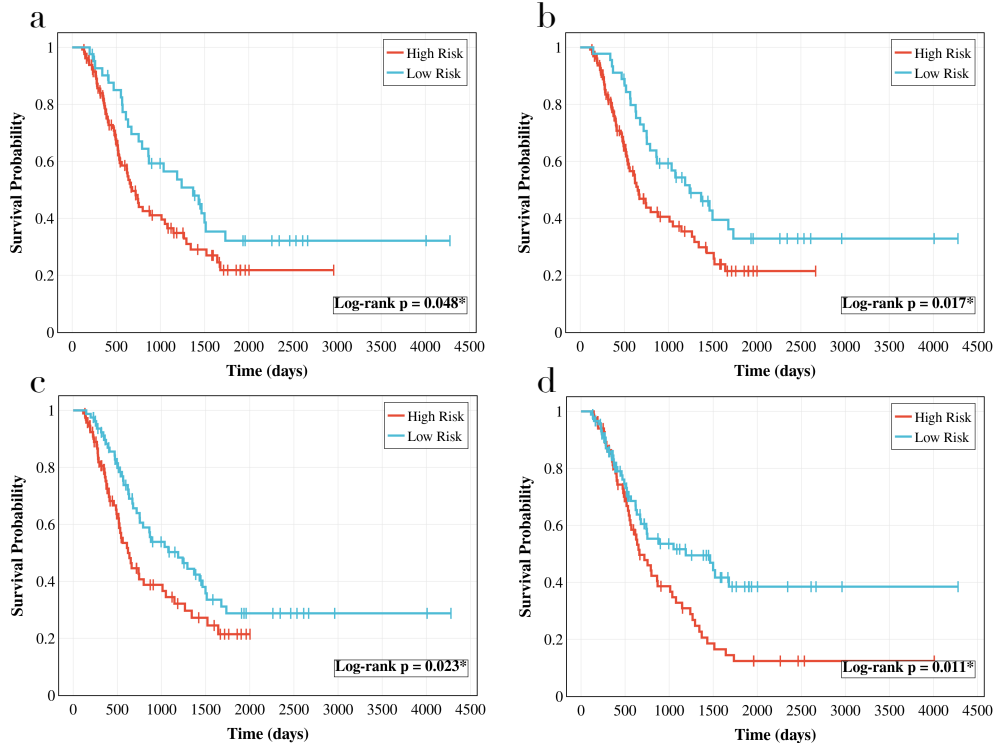 a
High Risk
Low Risk
Survival Probability
1
0.8
0.6
0.4
0.2
0
Log-rank p = 0.048*
0 500 1000 1500 2000 2500 3000 3500 4000 4500
Time (days)
b
High Risk
Low Risk
Survival Probability
1
0.8
0.6
0.4
0.2
0
Log-rank p = 0.017*
0 500 1000 1500 2000 2500 3000 3500 4000 4500
Time (days)
c
High Risk
Low Risk
Survival Probability
1
0.8
0.6
0.4
0.2
0
Log-rank p = 0.023*
0 500 1000 1500 2000 2500 3000 3500 4000 4500
Time (days)
d
High Risk
Low Risk
Survival Probability
1
0.8
0.6
0.4
0.2
0
Log-rank p = 0.011*
0 500 1000 1500 2000 2500 3000 3500 4000 4500
Time (days)